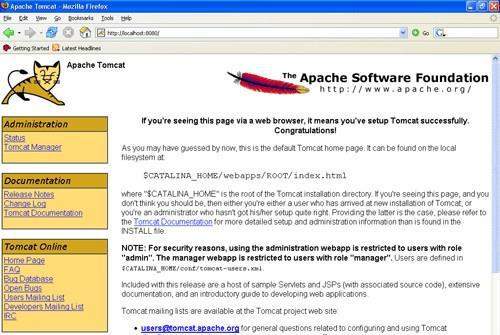 Apache Tomcat - Mozilla Firefox
File Edit View Go Bookmarks Tools Help
http://localhost:8080/
Go
Getting Started Latest Headlines
Apache Tomcat
The Apache Software Foundation
http://www.apache.org/
Administration
Status
Tomcat Manager
Documentation
Release Notes
Change Log
Tomcat Documentation
Tomcat Online
Home Page
FAQ
Bug Database
Open Bugs
Users Mailing List
Developers Mailing List
IRC
If you're seeing this page via a web browser, it means you've setup Tomcat successfully.
Congratulations!
As you may have guessed by now, this is the default Tomcat home page. It can be found on the local
filesystem at:
$CATALINA_HOME/webapps/ROOT/index.html
where "$CATALINA_HOME" is the root of the Tomcat installation directory. If you're seeing this page, and you
don't think you should be, then either you're either a user who has arrived at new installation of Tomcat, or
you're an administrator who hasn't got his/her setup quite right. Providing the latter is the case, please refer to
the Tomcat Documentation for more detailed setup and administration information than is found in the
INSTALL file.
NOTE: For security reasons, using the administration webapp is restricted to users with role
"admin". The manager webapp is restricted to users with role "manager". Users are defined in
$CATALINA_HOME/conf/tomcat-users.xml.
Included with this release are a host of sample Servlets and JSPs (with associated source code), extensive
documentation, and an introductory guide to developing web applications.
Tomcat mailing lists are available at the Tomcat project web site:
users@tomcat.apache.org for general questions related to configuring and using Tomcat